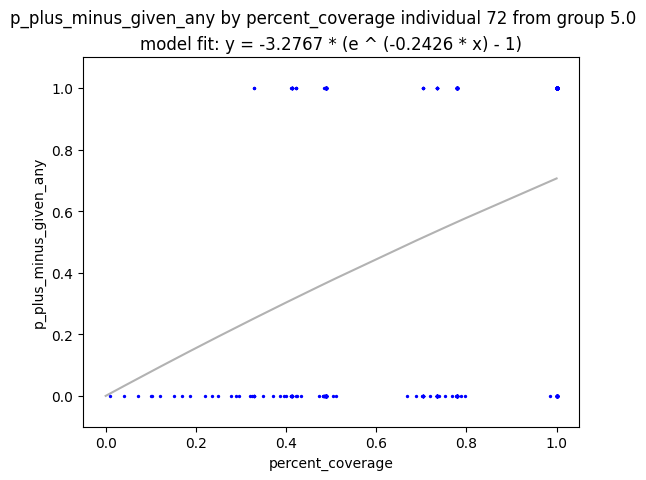 p_plus_minus_given_any by percent_coverage individual 72 from group 5.0
model fit: y = -3.2767 * (e ^ (-0.2426 * x) - 1)
1.0
0.8
0.6
0.4
0.2
0.0
p_plus_minus_given_any
0.0 0.2 0.4 0.6 0.8 1.0
percent_coverage